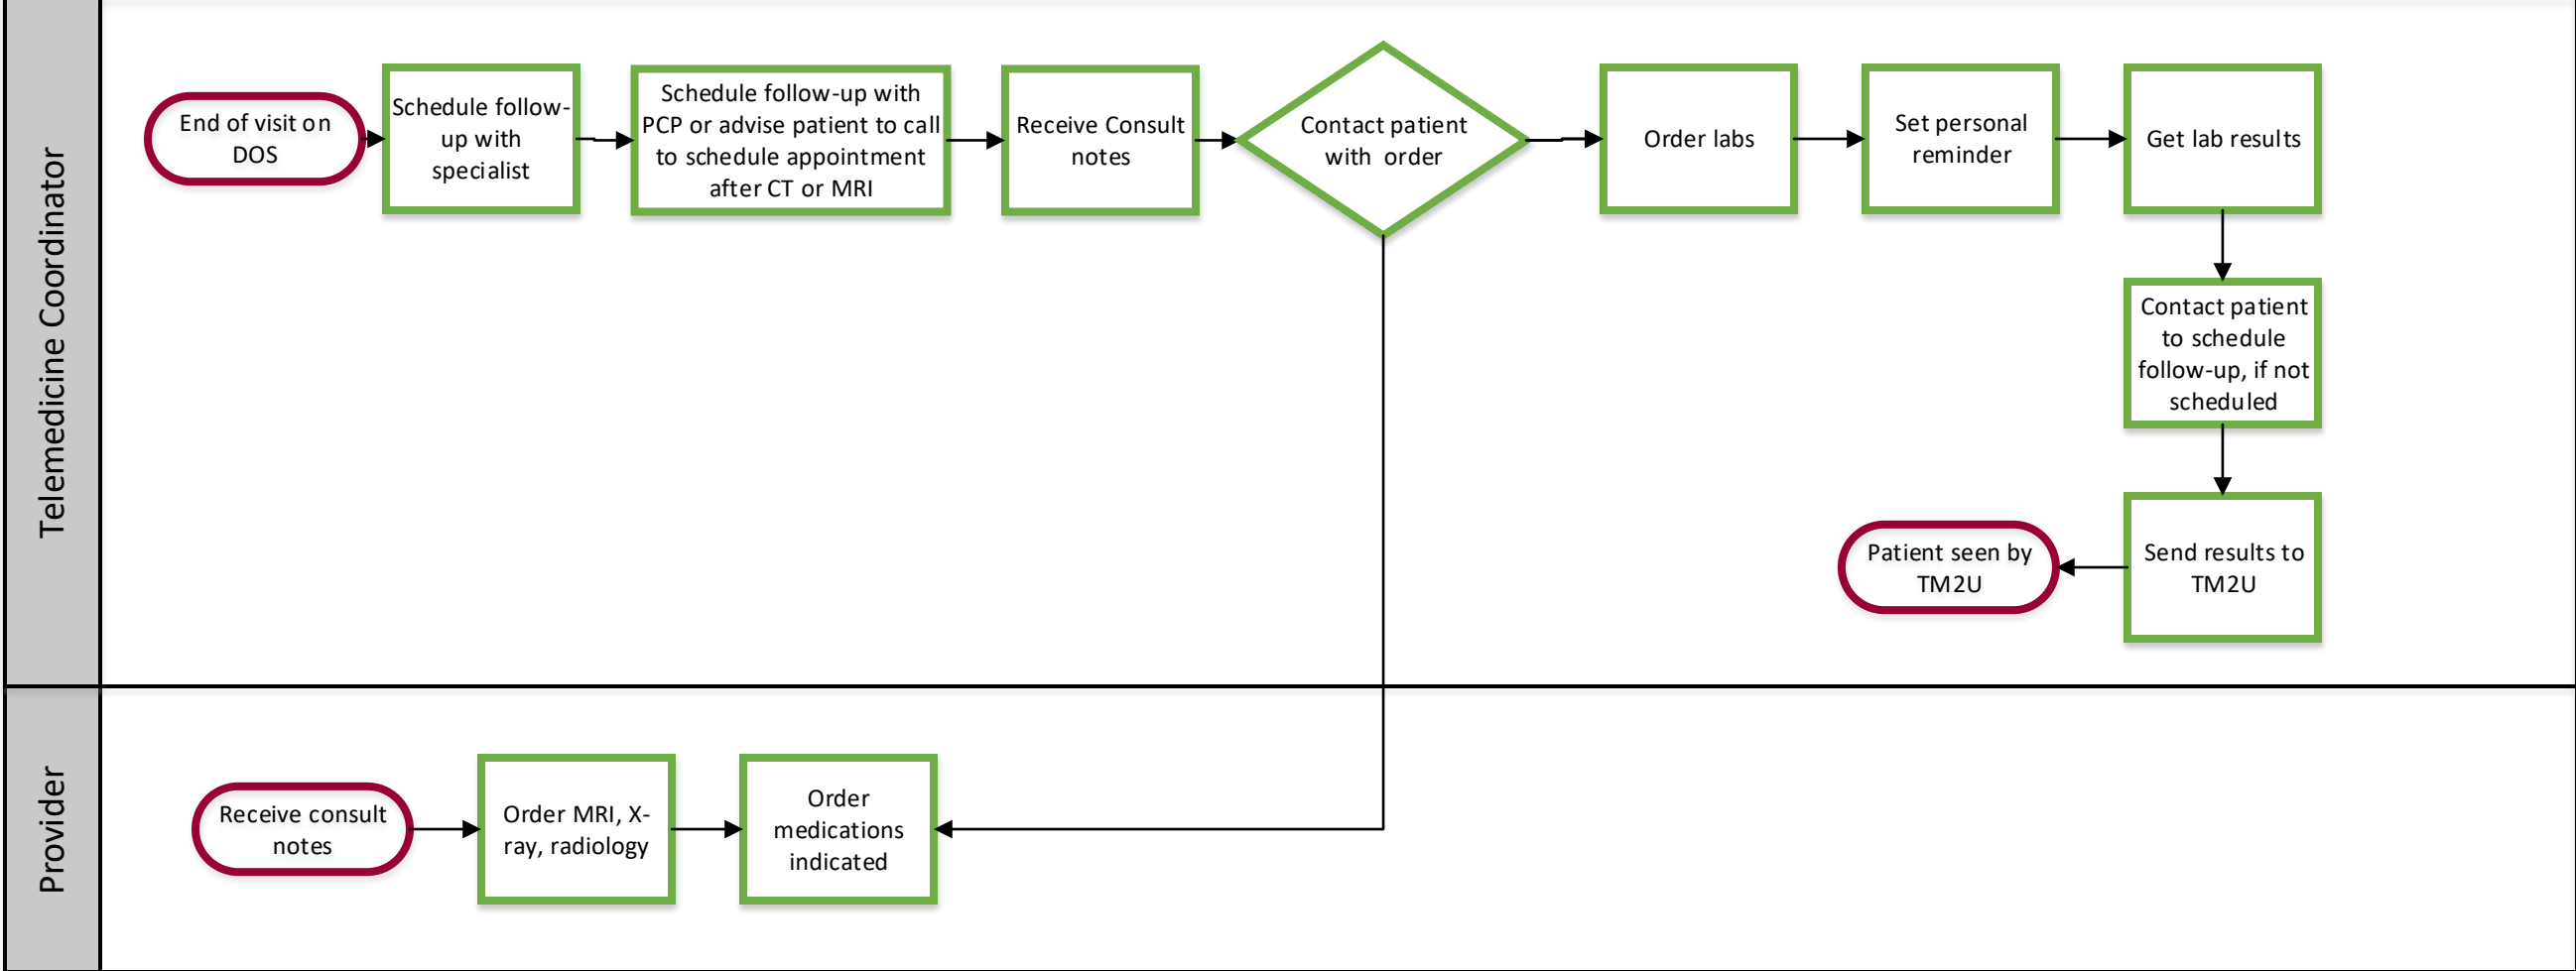 Telemedicine Coordinator
End of visit on
DOS
Schedule follow-
up with
specialist
Schedule follow-up with
PCP or advise patient to call
to schedule appointment
after CT or MRI
Receive Consult
notes
Contact patient
with order
Order labs
Set personal
reminder
Get lab results
Contact patient
to schedule
follow-up, if not
scheduled
Send results to
TM2U
Patient seen by
TM2U
Provider
Receive consult
notes
Order MRI, X-
ray, radiology
Order
medications
indicated